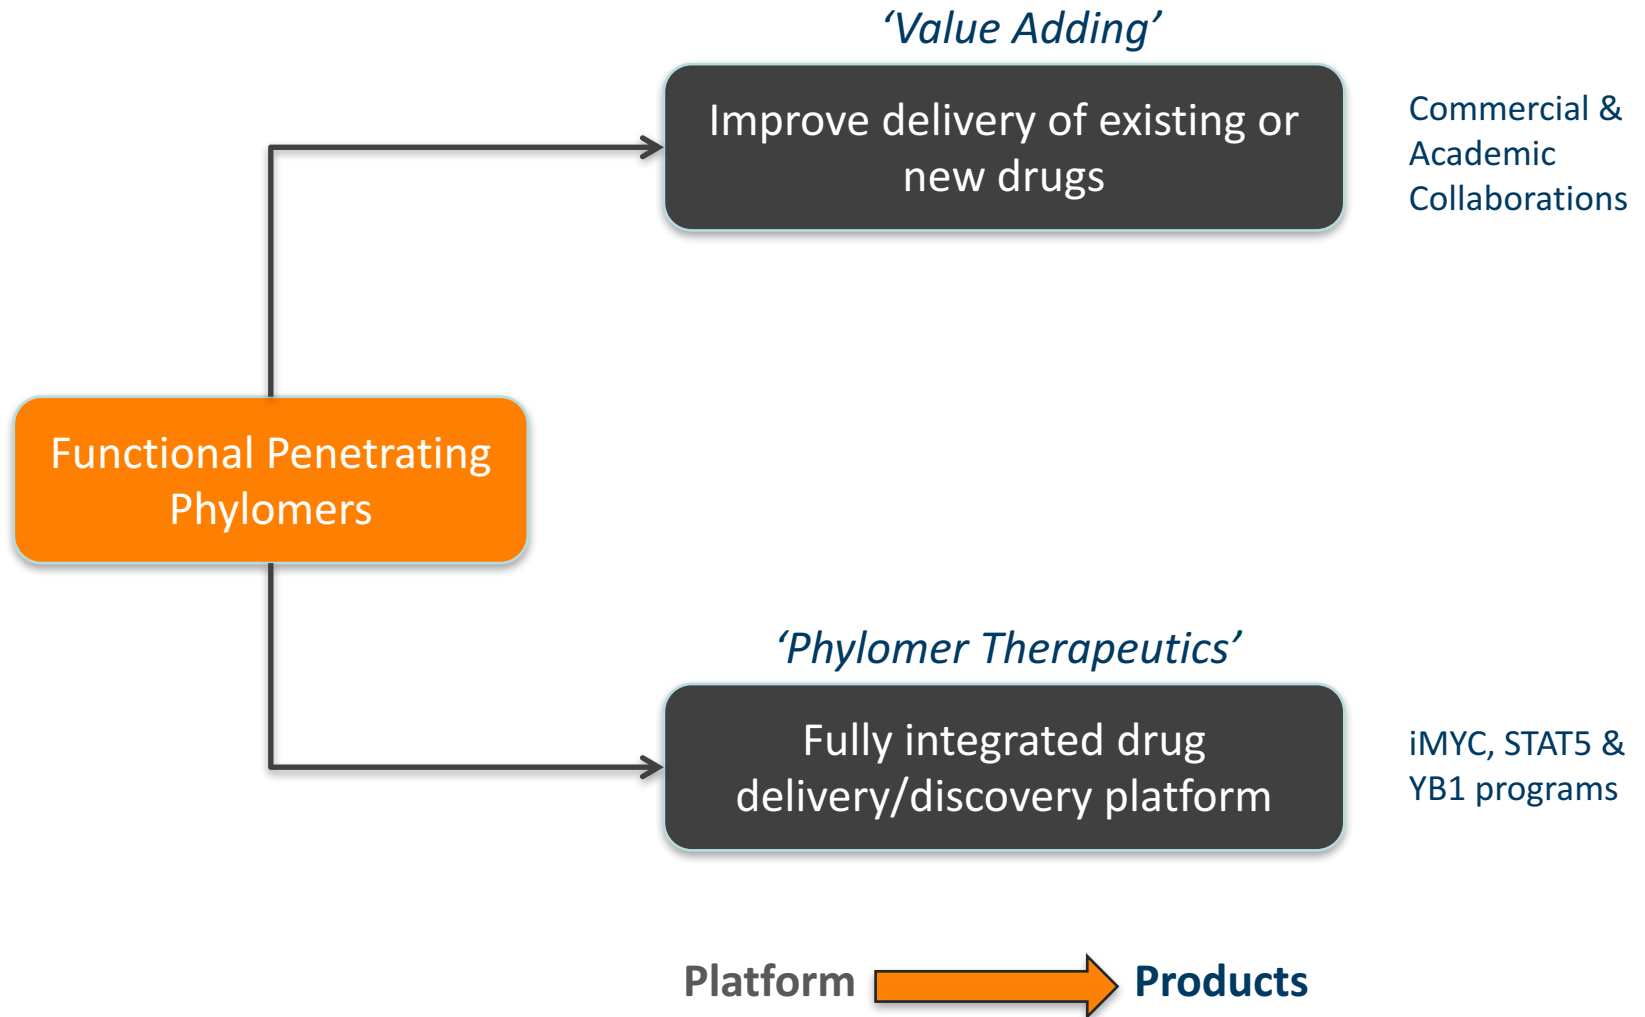 ‘Value Adding’
Improve delivery of existing or
new drugs
Commercial &
Academic
Collaborations
Functional Penetrating
Phylomers
‘Phylomer Therapeutics’
Fully integrated drug
delivery/discovery platform
iMYC, STAT5 &
YB1 programs
Platform
Products